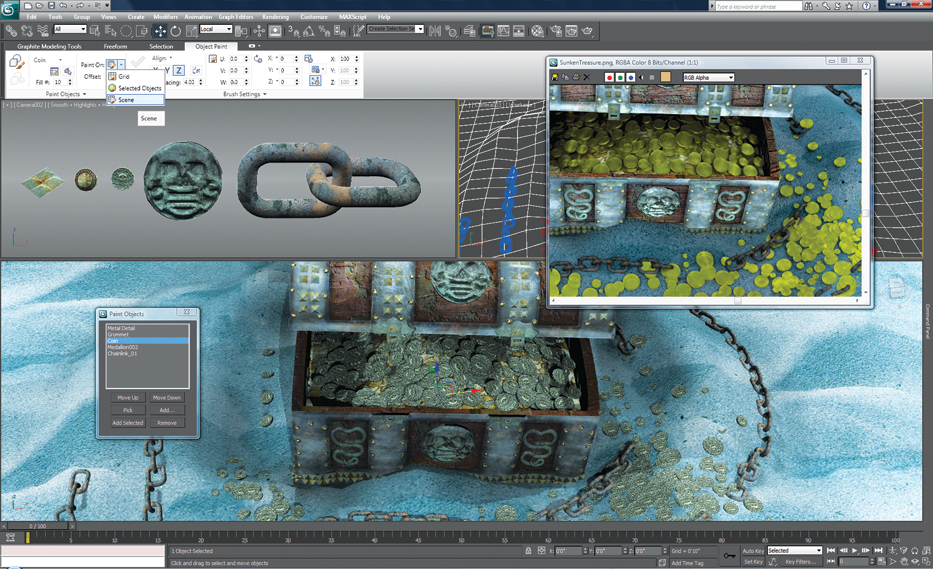 Type a keyword or phrase
Edit Tools Group Views Create Modifiers Animation Graph Editors Rendering Customize MAXScript Help
All Local Create Selection Se
Graphite Modeling Tools Freeform Selection Object Paint
Coin Paint On: Align:
Fill #: 10 Offset: Z
Spacing: 4.00
U: 0.0 X: 0 X: 100
V: 0.0 Y: 0 Y: 100
W: 0.0 Z: 0 Z: 100
Grid
Selected Objects
Scene
Paint Objects Brush Settings
Scene
[ + ] [ Camera002 ] [ Smooth + Highlights +
SunkenTreasure.png, RGBA Color 8 Bits/Channel (1:1)
RGB Alpha
Paint Objects
Metal Detail
Grommet
Coin
Medallion002
Chainlink_01
Move Up Move Down
Pick Add...
Add Selected Remove
Command Panel
0 / 100
5 10 15 20 25 30 35 40 45 50 55 60 65 70 75 80 85 90 95 100
1 Object Selected X: 0'0" Y: 0'0" Z: 0'0" Grid = 0'10" Auto Key Selected
Click and drag to select and move objects Add Time Tag Set Key Key Filters... 0